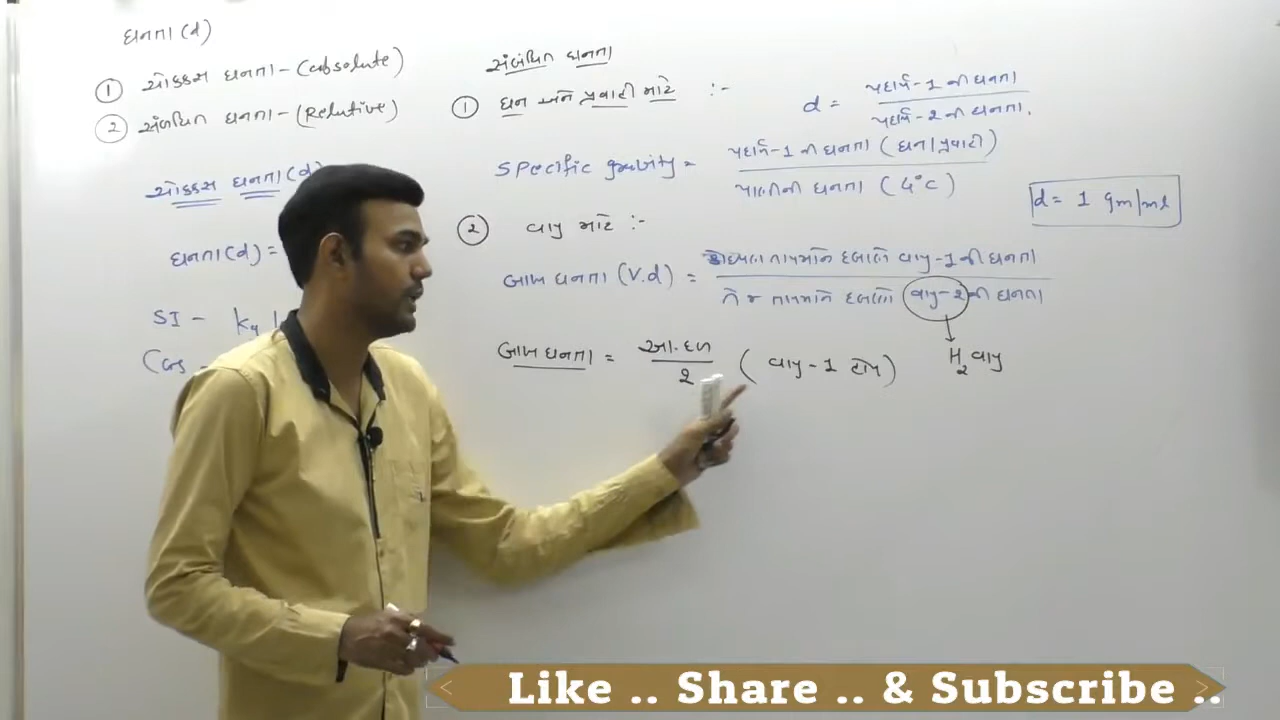 ઘનતા (d)
① ચોક્કસ ઘનતા - (absolute)
② સંબંધિત ઘનતા - (Relative)
ચોક્કસ ઘનતા (d)
ઘનતા (d) =
SI - kg
(GS -
સંબંધિત ઘનતા
① ઘન અને પ્રવાહી માટે :-
d = પદાર્થ-1 ની ઘનતા
પદાર્થ-2 ની ઘનતા.
Specific gravity = પદાર્થ-1 ની ઘનતા (ઘન/પ્રવાહી)
પાણીની ઘનતા (4°C)
d = 1 gm/ml
② વાયુ માટે :-
બાષ્પ ઘનતા (V.d) = તાપમાને દબાણે વાયુ-1 ની ઘનતા
તે જ તાપમાને દબાણે વાયુ-2 ની ઘનતા
બાષ્પ ઘનતા = આ.દળ
2
(વાયુ-1 હોય)
H2 વાયુ
Like .. Share .. & Subscribe ..